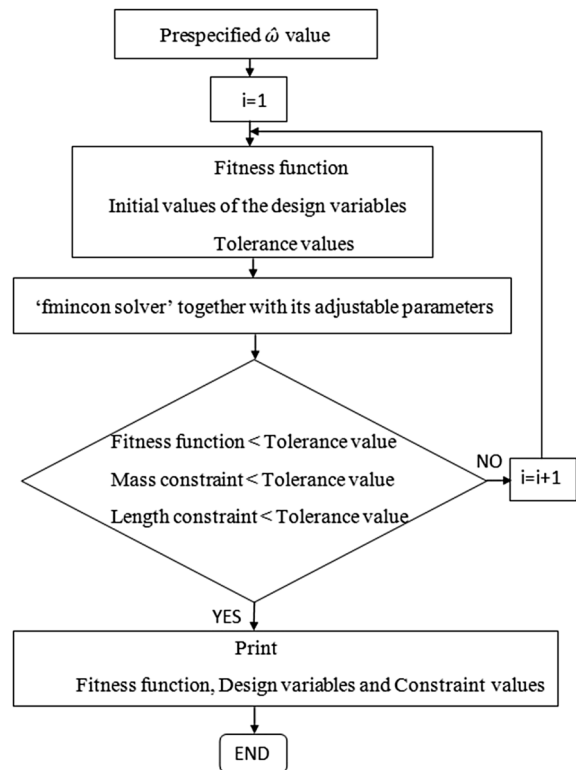 Prespecified ω̂ value
i=1
Fitness function
Initial values of the design variables
Tolerance values
‘fmincon solver’ together with its adjustable parameters
Fitness function < Tolerance value
Mass constraint < Tolerance value
Length constraint < Tolerance value
NO
i=i+1
YES
Print
Fitness function, Design variables and Constraint values
END